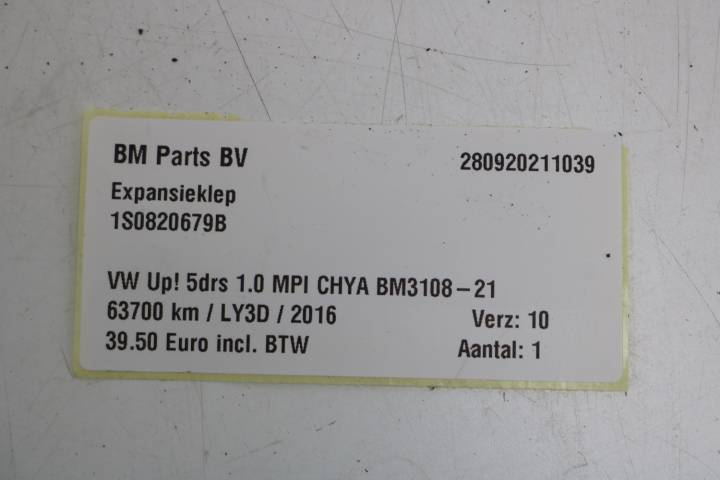 BM Parts BV 280920211039
Expansieklep
1S0820679B
VW Up! 5drs 1.0 MPI CHYA BM3108-21
63700 km / LY3D / 2016 Verz: 10
39.50 Euro incl. BTW Aantal: 1